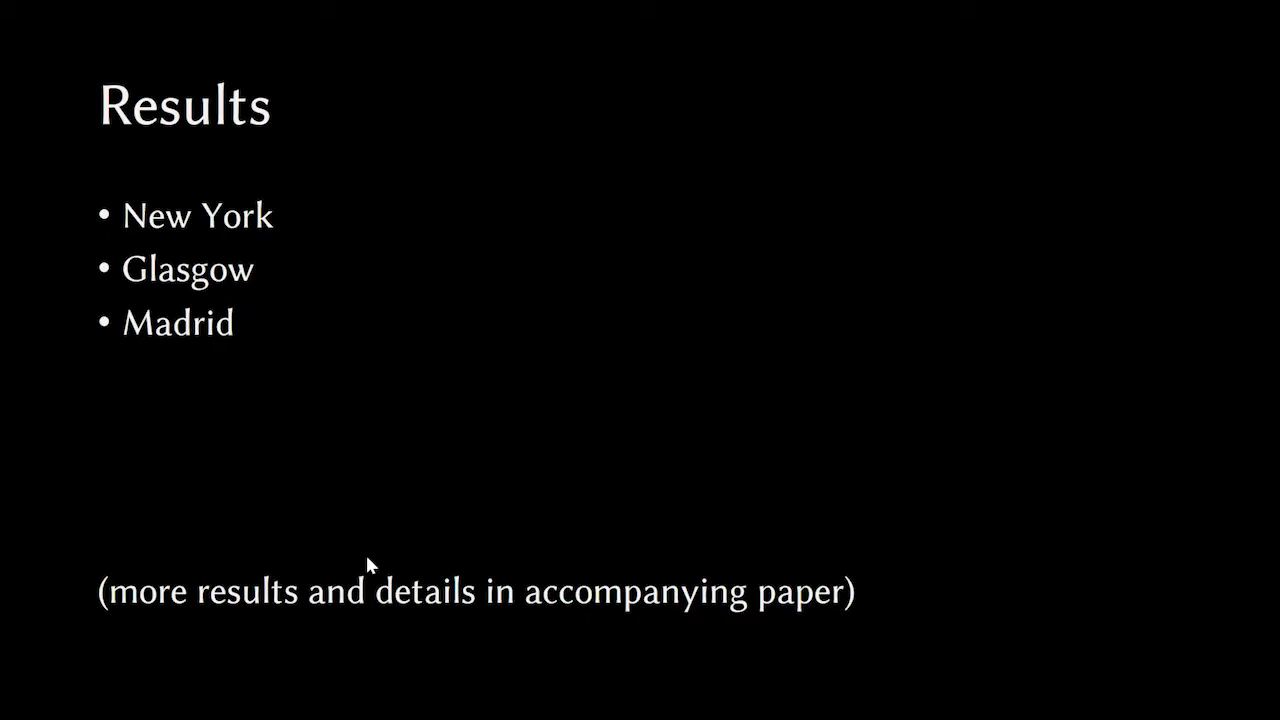 Results
• New York
• Glasgow
• Madrid
(more results and details in accompanying paper)